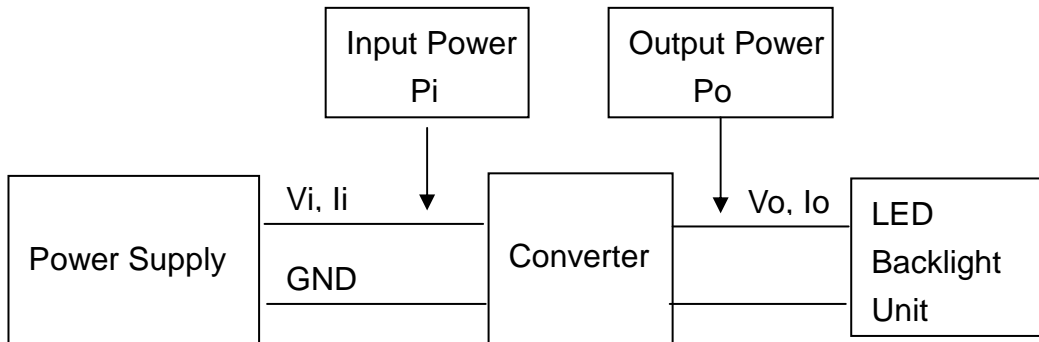 Input Power
Pi
Output Power
Po
Vi, Ii
Vo, Io
Power Supply
GND
Converter
LED
Backlight
Unit